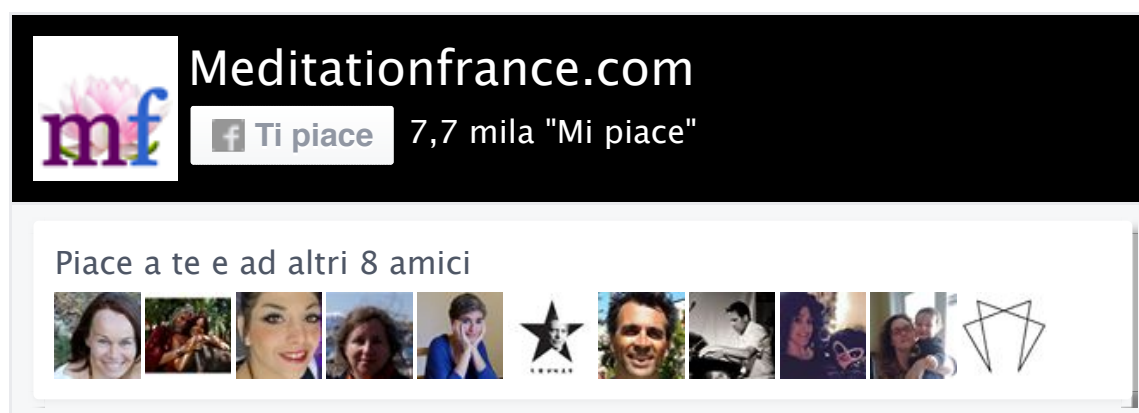 mf
Meditationfrance.com
f Ti piace
7,7 mila "Mi piace"
Piace a te e ad altri 8 amici